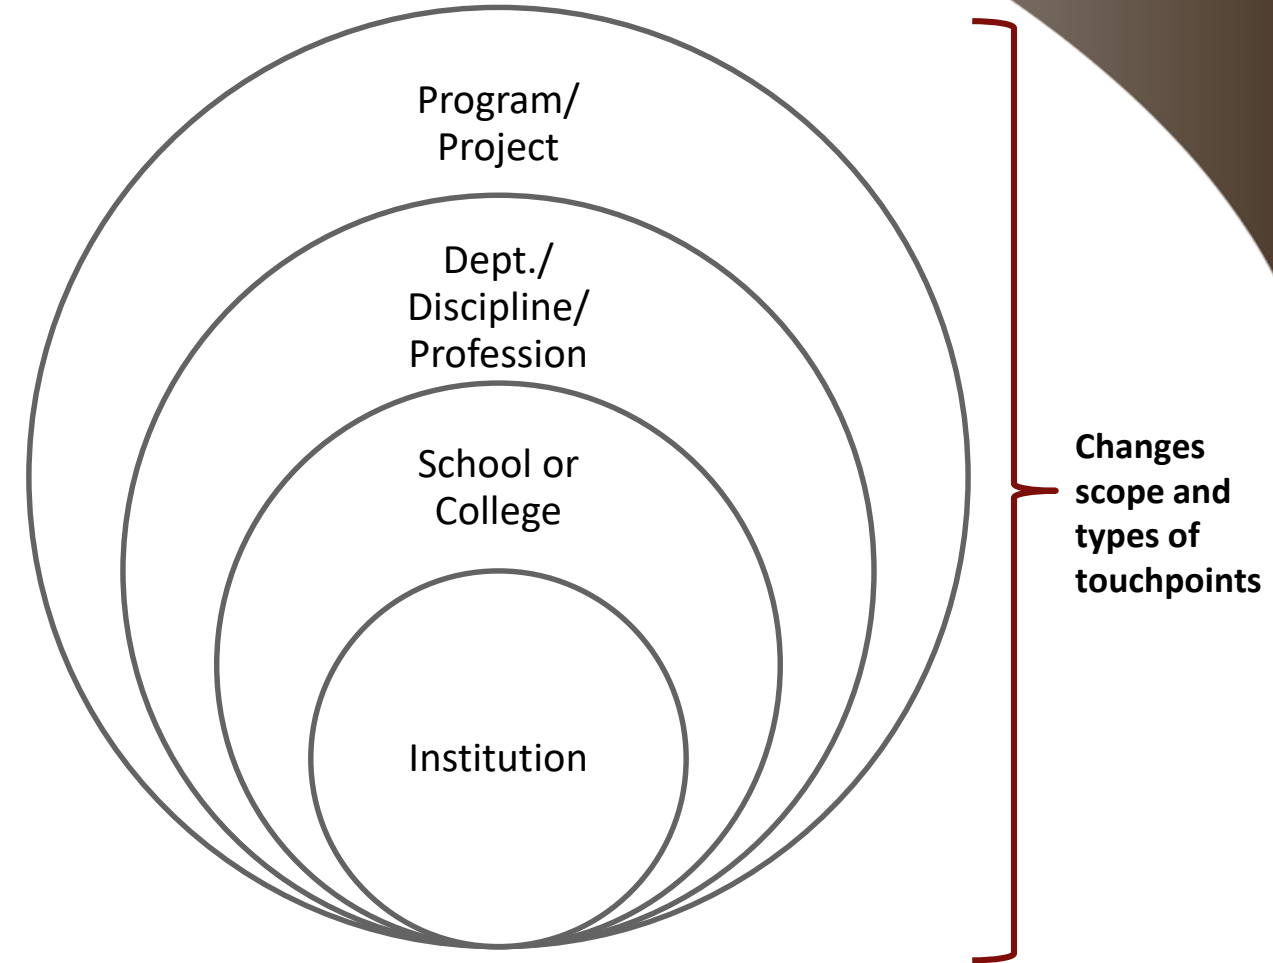 Program/
Project
Dept./
Discipline/
Profession
School or
College
Institution
Changes
scope and
types of
touchpoints